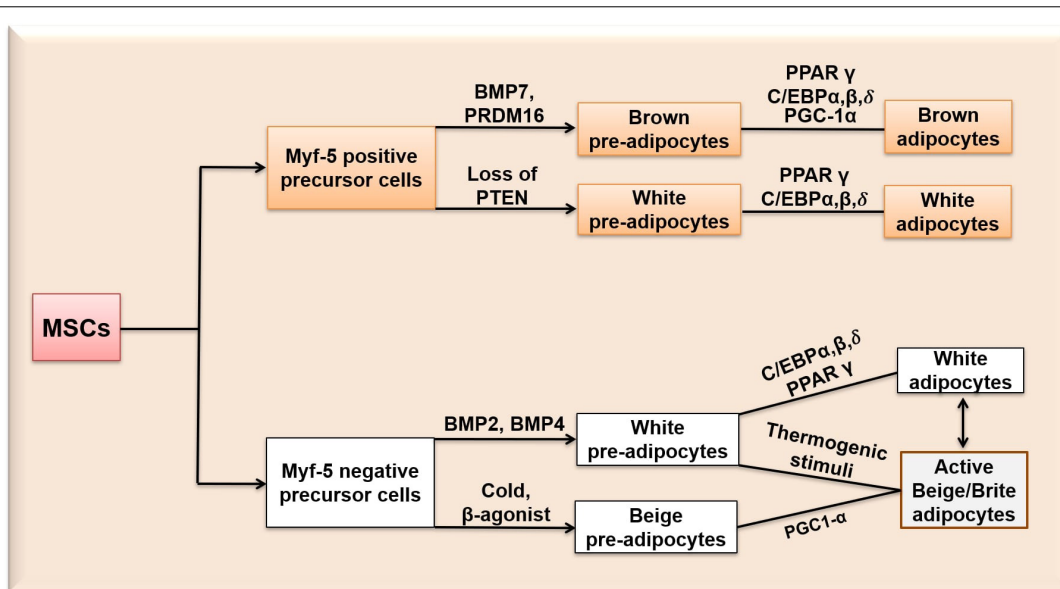 BMP7,
PRDM16
PPAR γ
C/EBPα,β,δ
PGC-1α
Brown
pre-adipocytes
Brown
adipocytes
Myf-5 positive
precursor cells
Loss of
PTEN
White
pre-adipocytes
PPAR γ
C/EBPα,β,δ
White
adipocytes
MSCs
Myf-5 negative
precursor cells
BMP2, BMP4
White
pre-adipocytes
C/EBPα,β,δ
PPAR γ
White
adipocytes
Thermogenic
stimuli
Cold,
β-agonist
Beige
pre-adipocytes
PGC1-α
Active
Beige/Brite
adipocytes